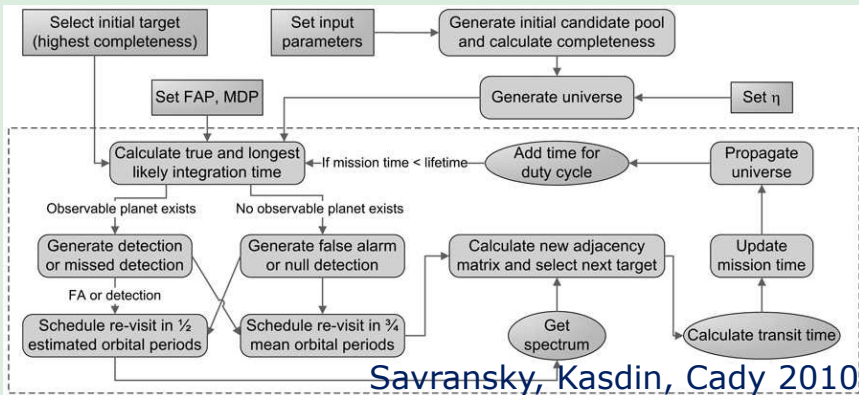 Select initial target
(highest completeness)
Set input
parameters
Generate initial candidate pool
and calculate completeness
Set FAP, MDP
Generate universe
Set η
Calculate true and longest
likely integration time
If mission time < lifetime
Add time for
duty cycle
Propagate
universe
Observable planet exists
No observable planet exists
Generate detection
or missed detection
Generate false alarm
or null detection
Calculate new adjacency
matrix and select next target
Update
mission time
FA or detection
Schedule re-visit in ½
estimated orbital periods
Schedule re-visit in ¾
mean orbital periods
Get
spectrum
Calculate transit time
Savransky, Kasdin, Cady 2010